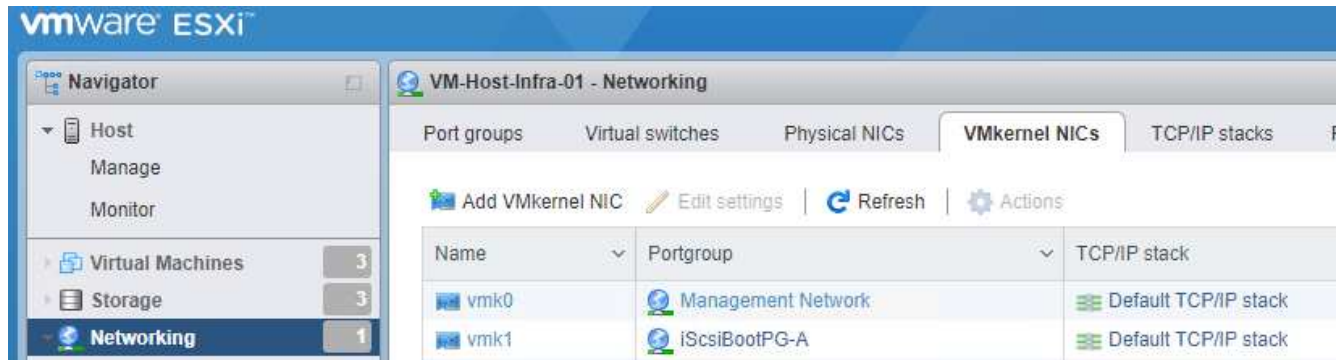 vmware ESXi™
Navigator
VM-Host-Infra-01 - Networking
Host
Manage
Monitor
Virtual Machines 3
Storage 3
Networking 1
Port groups Virtual switches Physical NICs VMkernel NICs TCP/IP stacks
Add VMkernel NIC Edit settings Refresh Actions
Name Portgroup TCP/IP stack
vmk0 Management Network Default TCP/IP stack
vmk1 iScsiBootPG-A Default TCP/IP stack